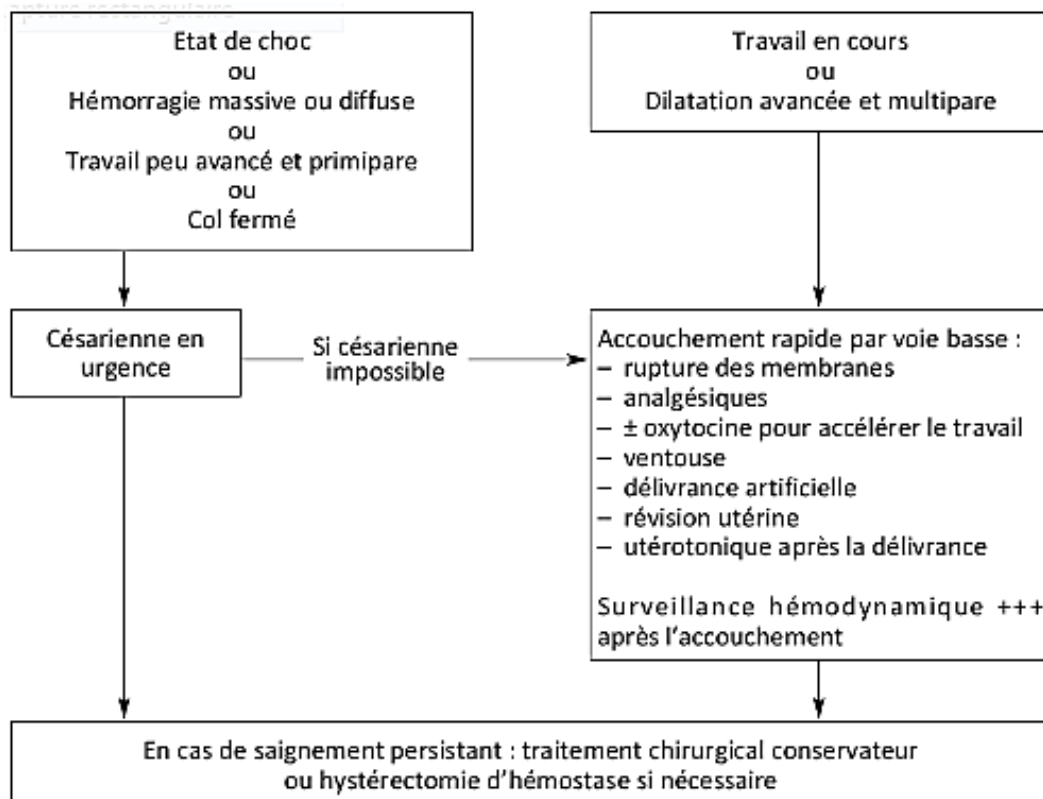 Etat de choc
ou
Hémorragie massive ou diffuse
ou
Travail peu avancé et primipare
ou
Col fermé
Travail en cours
ou
Dilatation avancée et multipare
Césarienne en
urgence
Si césarienne
impossible
Accouchement rapide par voie basse :
– rupture des membranes
– analgésiques
– ± oxytocine pour accélérer le travail
– ventouse
– délivrance artificielle
– révision utérine
– utérotonique après la délivrance
Surveillance hémodynamique +++
après l'accouchement
En cas de saignement persistant : traitement chirurgical conservateur
ou hystérectomie d'hémostase si nécessaire